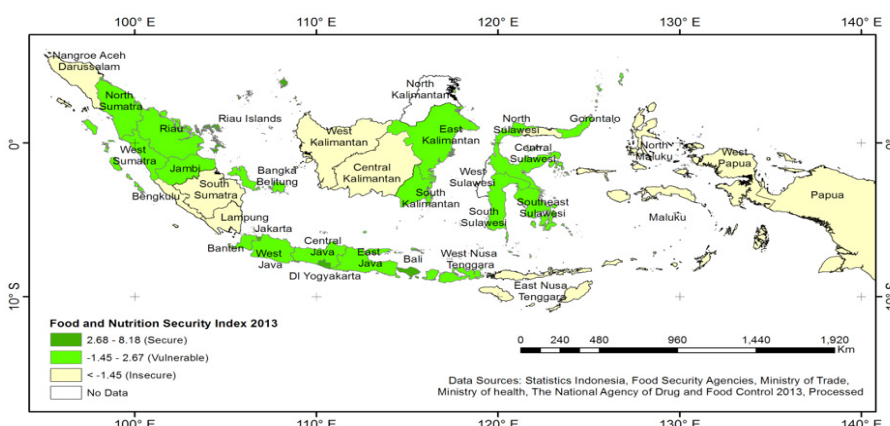 100° E
110° E
120° E
130° E
140° E
Nangroe Aceh
Darussalam
North
Sumatra
Riau
Riau Islands
West
Sumatra
Jambi
Bangka
Belitung
South
Sumatra
Bengkulu
Lampung
North
Kalimantan
West
Kalimantan
East
Kalimantan
Central
Kalimantan
South
Kalimantan
North
Sulawesi
Gorontalo
Central
Sulawesi
West
Sulawesi
South
Sulawesi
Southeast
Sulawesi
North
Maluku
Maluku
West
Papua
Papua
Jakarta
Banten
West
Java
Central
Java
DI Yogyakarta
East
Java
Bali
West Nusa
Tenggara
East Nusa
Tenggara
0°
0°
10°S
Food and Nutrition Security Index 2013
2.68 - 8.18 (Secure)
-1.45 - 2.67 (Vulnerable)
< -1.45 (Insecure)
No Data
0 240 480 960 1,440 1,920
Km
Data Sources: Statistics Indonesia, Food Security Agencies, Ministry of Trade,
Ministry of health, The National Agency of Drug and Food Control 2013, Processed
100° E
110° E
120° E
130° E
140° E